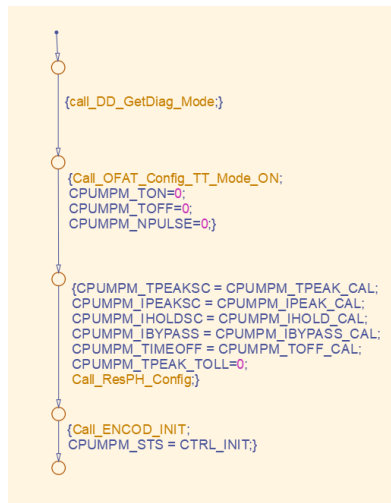 {call_DD_GetDiag_Mode;}
{Call_OFAT_Config_TT_Mode_ON;
CPUMPM_TON=0;
CPUMPM_TOFF=0;
CPUMPM_NPULSE=0;}
{CPUMPM_TPEAKSC = CPUMPM_TPEAK_CAL;
CPUMPM_IPEAKSC = CPUMPM_IPEAK_CAL;
CPUMPM_IHOLDSC = CPUMPM_IHOLD_CAL;
CPUMPM_IBYPASS = CPUMPM_IBYPASS_CAL;
CPUMPM_TIMEOFF = CPUMPM_TOFF_CAL;
CPUMPM_TPEAK_TOLL=0;
Call_ResPH_Config;}
{Call_ENCOD_INIT;
CPUMPM_STS = CTRL_INIT;}